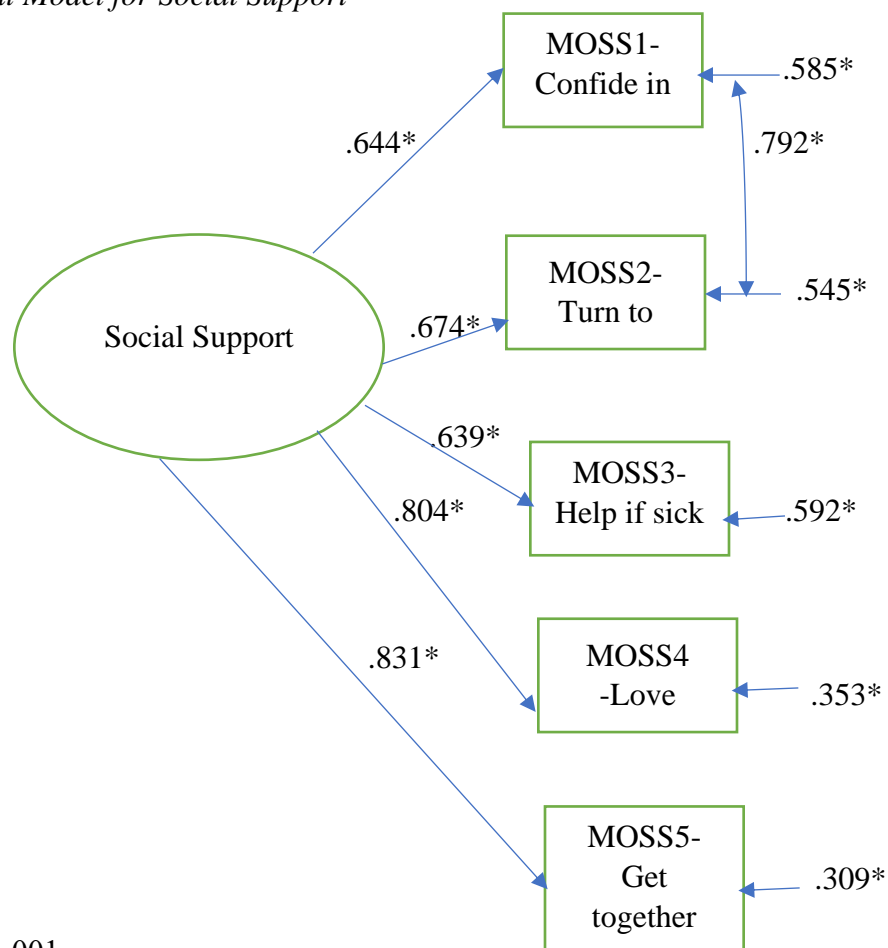 Model for Social Support
MOSS1-
Confide in
.585*
.644*
.792*
MOSS2-
Turn to
.545*
Social Support
.674*
MOSS3-
Help if sick
.639*
.592*
.804*
MOSS4
-Love
.831*
.353*
MOSS5-
Get
together
.309*
001